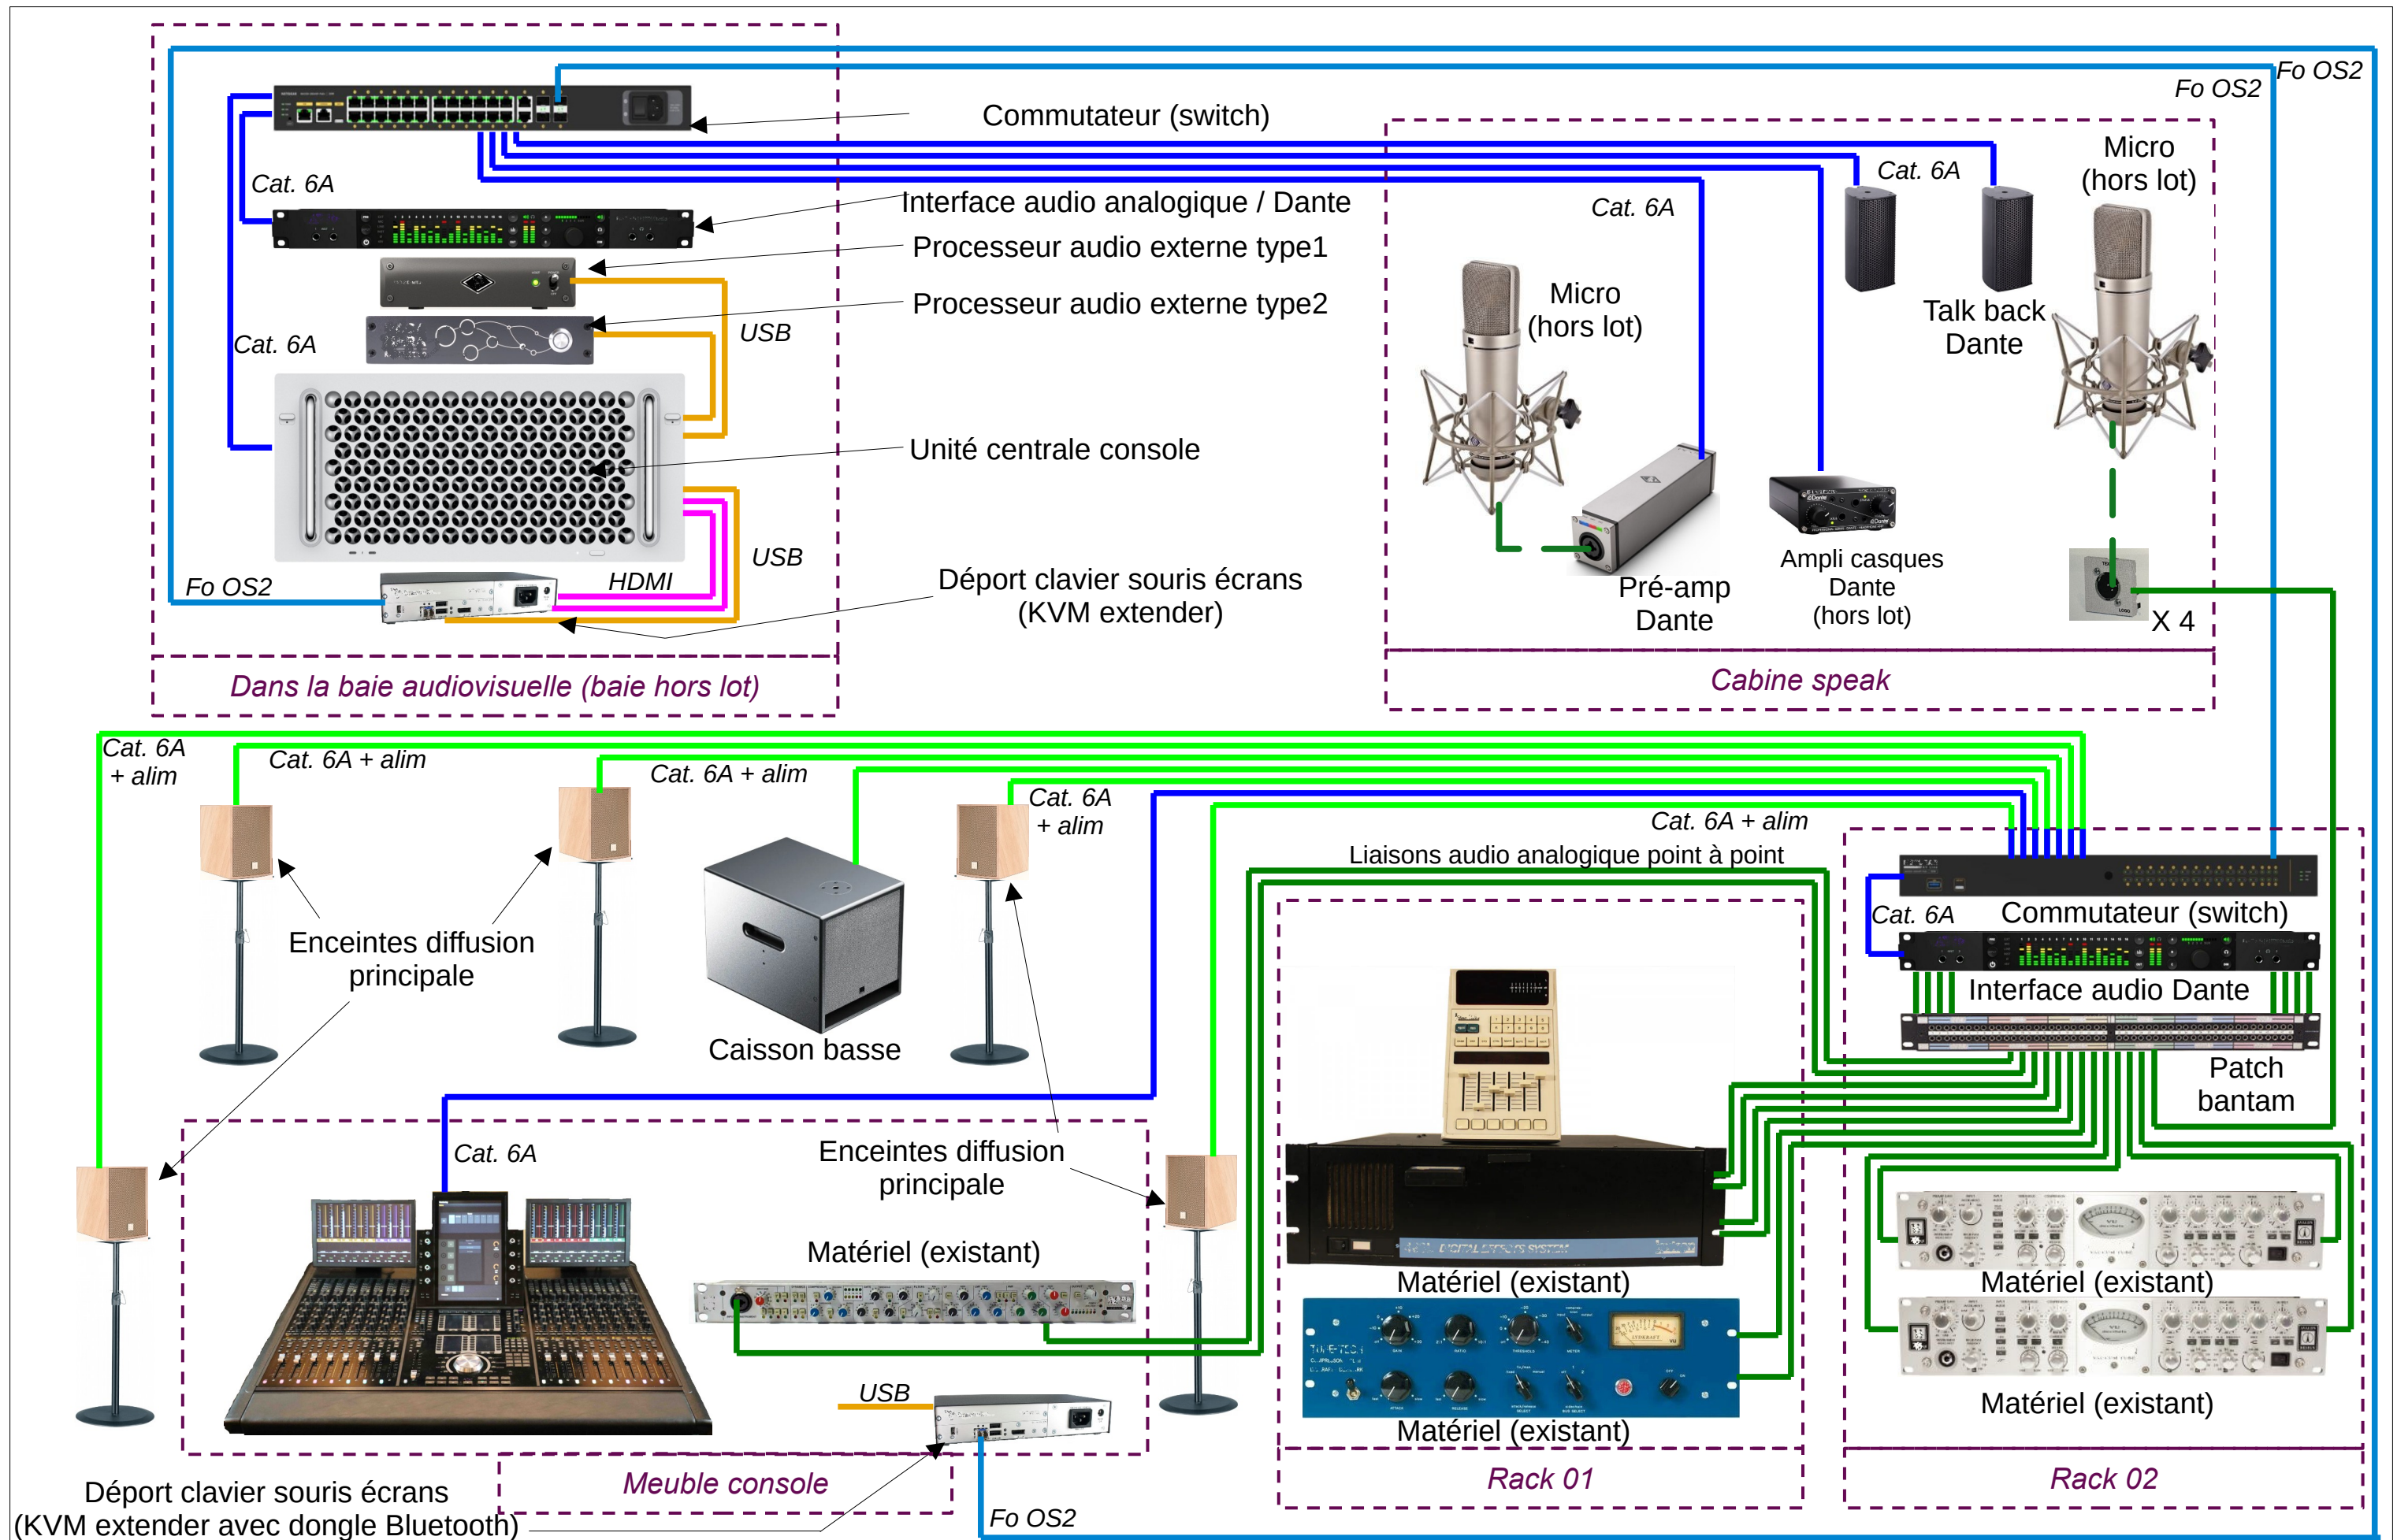 Fo OS2
Fo OS2
Commutateur (switch)
Cat. 6A
Interface audio analogique / Dante
Processeur audio externe type1
Processeur audio externe type2
USB
Cat. 6A
Unité centrale console
USB
HDMI
Fo OS2
Déport clavier souris écrans
(KVM extender)
Dans la baie audiovisuelle (baie hors lot)
Micro
(hors lot)
Cat. 6A
Cat. 6A
Micro
(hors lot)
Talk back
Dante
Pré-amp
Dante
Ampli casques
Dante
(hors lot)
X 4
Cabine speak
Cat. 6A
+ alim
Cat. 6A + alim
Cat. 6A + alim
Cat. 6A
+ alim
Cat. 6A + alim
Liaisons audio analogique point à point
Enceintes diffusion
principale
Caisson basse
Cat. 6A
Commutateur (switch)
Interface audio Dante
Patch
bantam
Cat. 6A
Enceintes diffusion
principale
Matériel (existant)
USB
Meuble console
Déport clavier souris écrans
(KVM extender avec dongle Bluetooth)
Fo OS2
DIGITAL EFFECTS SYSTEM
Matériel (existant)
Matériel (existant)
Rack 01
Matériel (existant)
Matériel (existant)
Rack 02